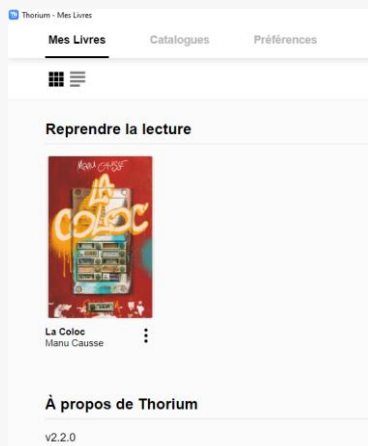 Thorium - Mes Livres
Mes Livres
Catalogues
Préférences
Reprendre la lecture
MANU CAUSSE
LA
COLOC
La Coloc
Manu Causse
À propos de Thorium
v2.2.0